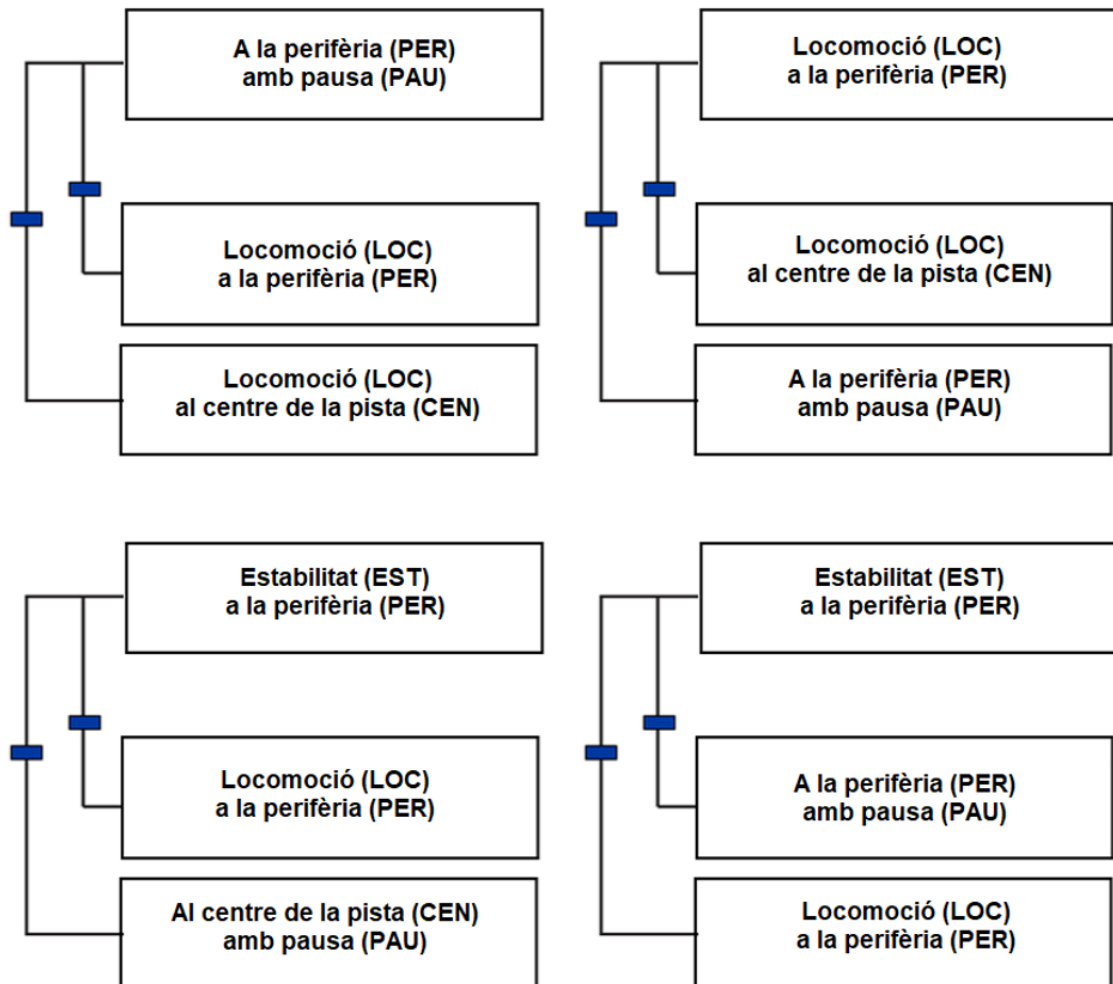 A la perifèria (PER)
amb pausa (PAU)
Locomoció (LOC)
a la perifèria (PER)
Locomoció (LOC)
al centre de la pista (CEN)
Locomoció (LOC)
a la perifèria (PER)
Locomoció (LOC)
al centre de la pista (CEN)
A la perifèria (PER)
amb pausa (PAU)
Estabilitat (EST)
a la perifèria (PER)
Locomoció (LOC)
a la perifèria (PER)
Al centre de la pista (CEN)
amb pausa (PAU)
Estabilitat (EST)
a la perifèria (PER)
A la perifèria (PER)
amb pausa (PAU)
Locomoció (LOC)
a la perifèria (PER)